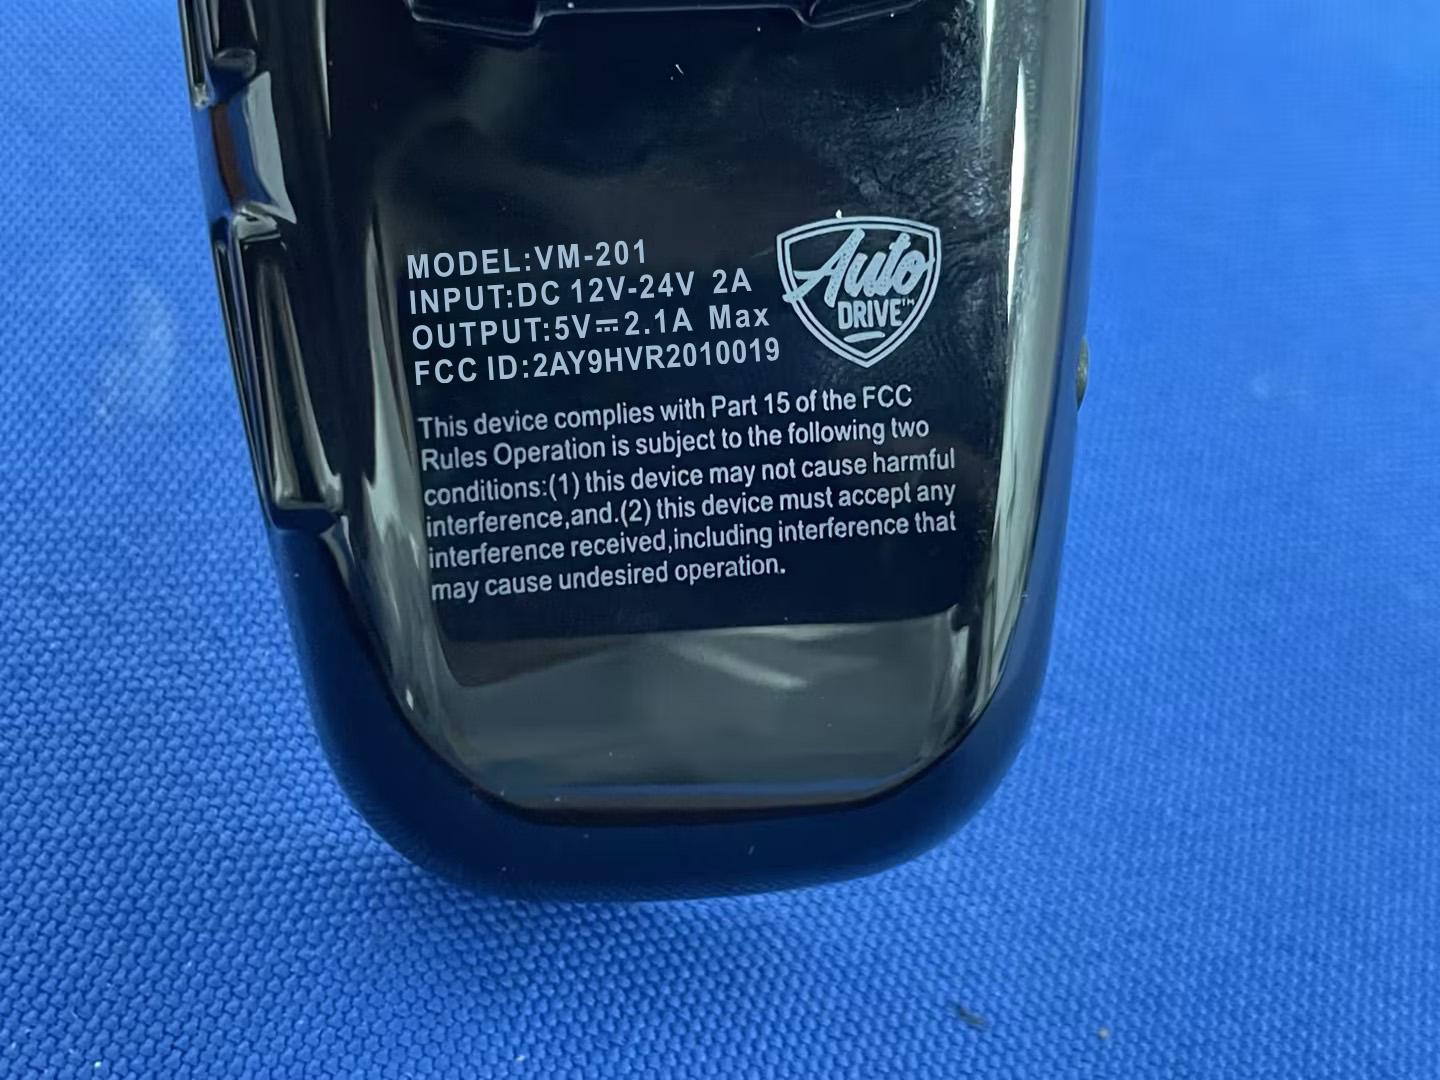 MODEL:VM-201
INPUT:DC 12V-24V 2A
OUTPUT:5V⎓2.1A Max
FCC ID:2AY9HVR2010019
Auto
DRIVE™
This device complies with Part 15 of the FCC
Rules Operation is subject to the following two
conditions:(1) this device may not cause harmful
interference,and.(2) this device must accept any
interference received,including interference that
may cause undesired operation.